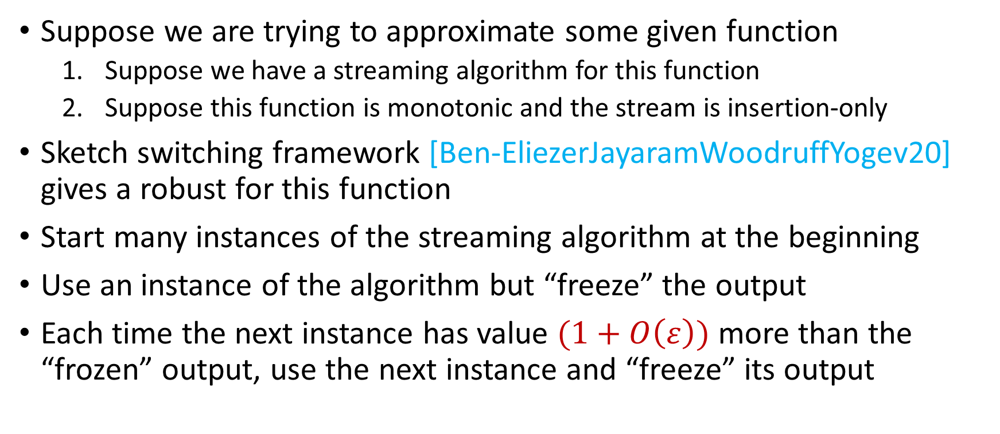 • Suppose we are trying to approximate some given function
1. Suppose we have a streaming algorithm for this function
2. Suppose this function is monotonic and the stream is insertion-only
• Sketch switching framework [Ben-EliezerJayaramWoodruffYogev20]
gives a robust for this function
• Start many instances of the streaming algorithm at the beginning
• Use an instance of the algorithm but “freeze” the output
• Each time the next instance has value (1 + O(ε)) more than the
“frozen” output, use the next instance and “freeze” its output